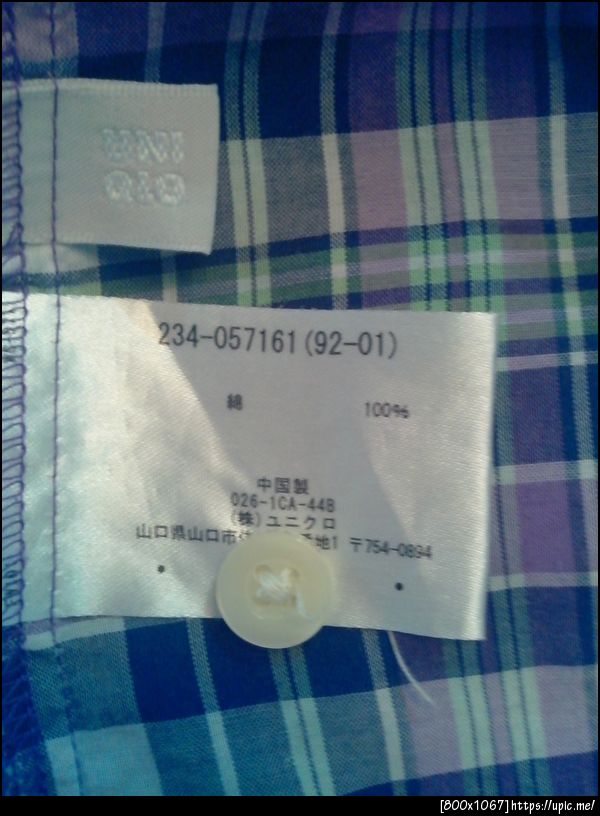 UNI
QLO
234-057161(92-01)
綿 100%
中国製
026-1CA-44B
(株)ユニクロ
山口県山口市 番地1 〒754-0894
[800x1067]https://upic.me/